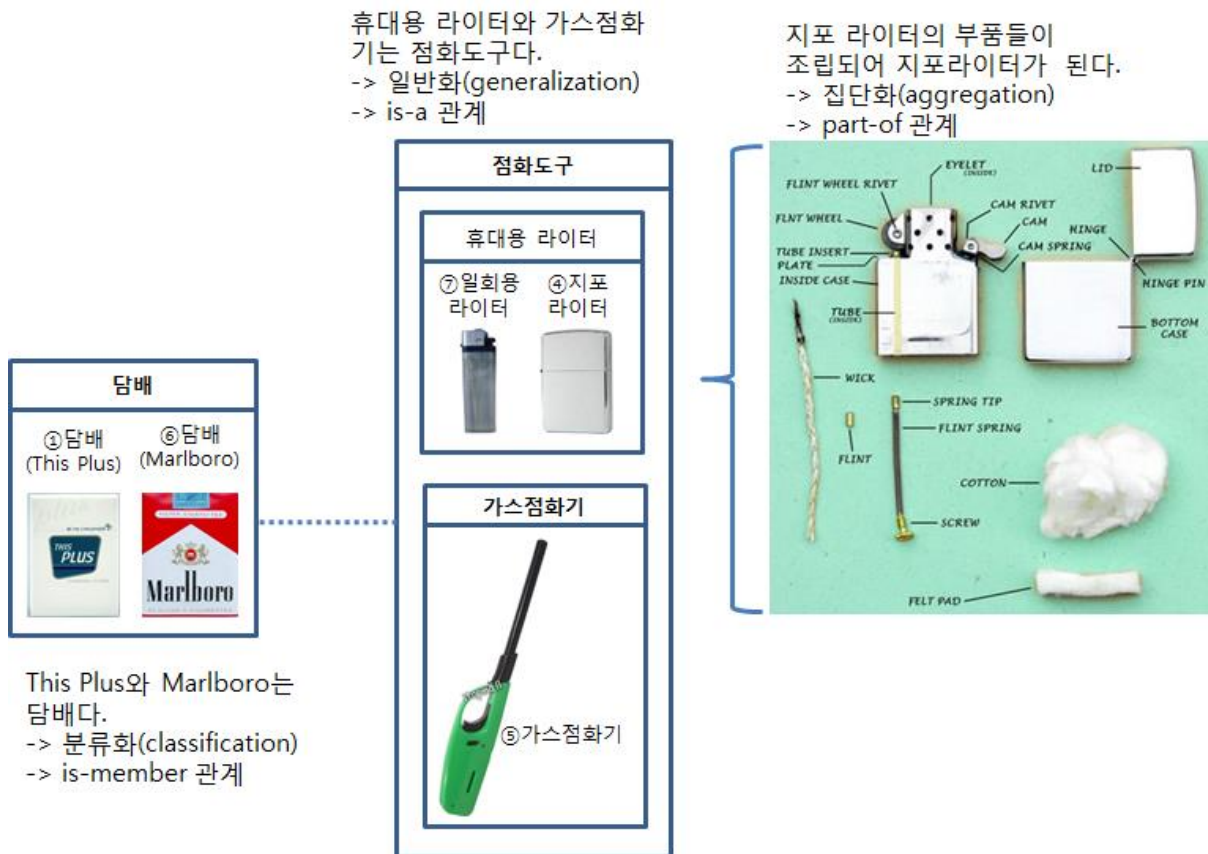 휴대용 라이터와 가스점화
기는 점화도구다.
-> 일반화(generalization)
-> is-a 관계
지포 라이터의 부품들이
조립되어 지포라이터가 된다.
-> 집단화(aggregation)
-> part-of 관계
점화도구
휴대용 라이터
⑦일회용
라이터
④지포
라이터
가스점화기
⑤가스점화기
담배
①담배
(This Plus)
⑥담배
(Marlboro)
THIS
PLUS
Marlboro
This Plus와 Marlboro는
담배다.
-> 분류화(classification)
-> is-member 관계
EYELET
(INSIDE)
FLINT WHEEL RIVET
LID
CAM RIVET
FLNT WHEEL
CAM
HINGE
TUBE INSERT
CAM SPRING
PLATE
INSIDE CASE
HINGE PIN
TUBE
(INSIDE)
BOTTOM
CASE
WICK
SPRING TIP
FLINT SPRING
FLINT
COTTON
SCREW
FELT PAD